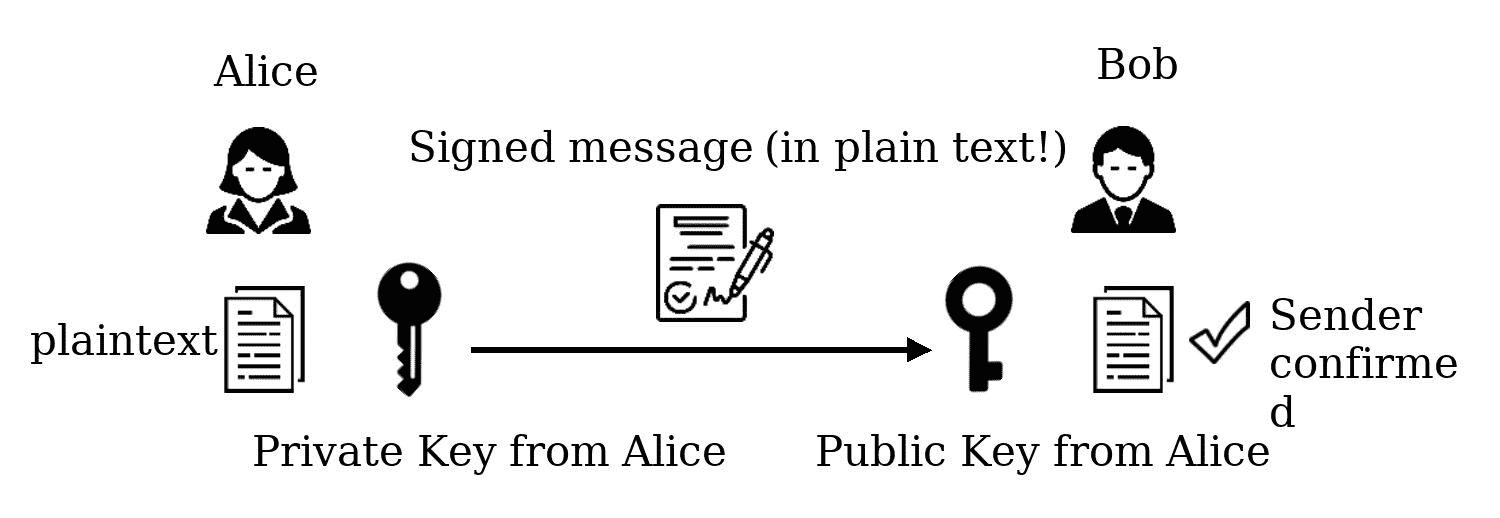 Alice
Bob
Signed message (in plain text!)
plaintext
Sender
confirme
d
Private Key from Alice
Public Key from Alice